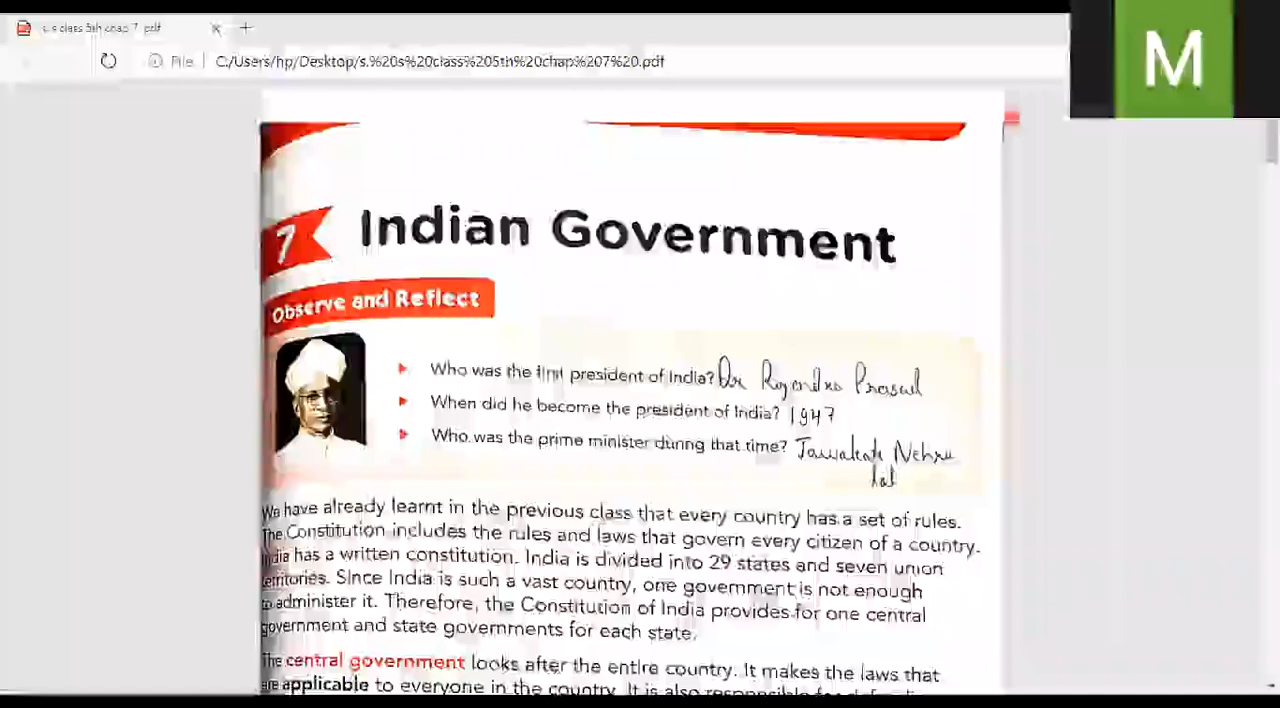 s. s class 5th chap 7 .pdf
File C:/Users/hp/Desktop/s.%20s%20class%205th%20chap%207%20.pdf
M
7 Indian Government
Observe and Reflect
Who was the first president of India? Dr Rajendra Prasad
When did he become the president of India? 1947
Who was the prime minister during that time? Nehru
lal
We have already learnt in the previous class that every country has a set of rules.
The Constitution includes the rules and laws that govern every citizen of a country.
India has a written constitution. India is divided into 29 states and seven union
territories. Since India is such a vast country, one government is not enough
to administer it. Therefore, the Constitution of India provides for one central
government and state governments for each state.
The central government looks after the entire country. It makes the laws that
are applicable to everyone in the country. It is also responsible for